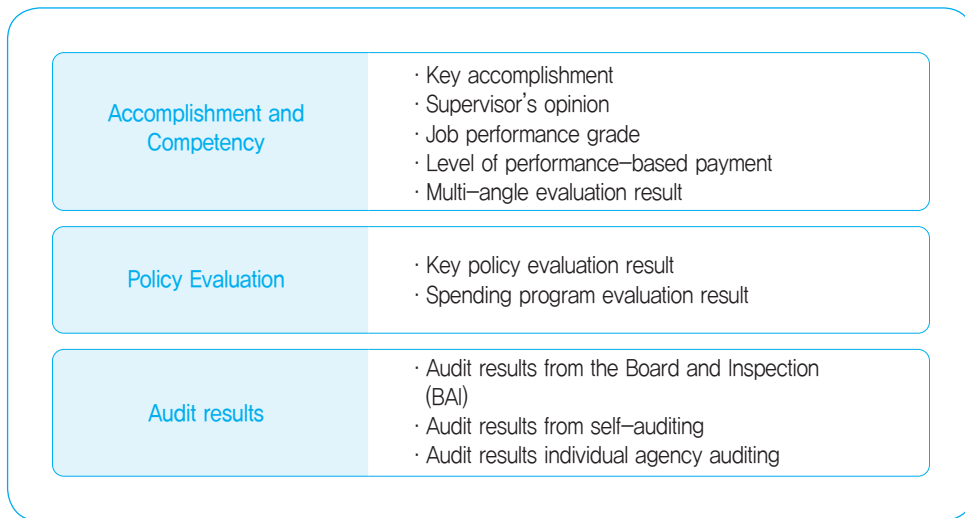 Accomplishment and
Competency
· Key accomplishment
· Supervisor's opinion
· Job performance grade
· Level of performance-based payment
· Multi-angle evaluation result
Policy Evaluation
· Key policy evaluation result
· Spending program evaluation result
Audit results
· Audit results from the Board and Inspection
(BAI)
· Audit results from self-auditing
· Audit results individual agency auditing